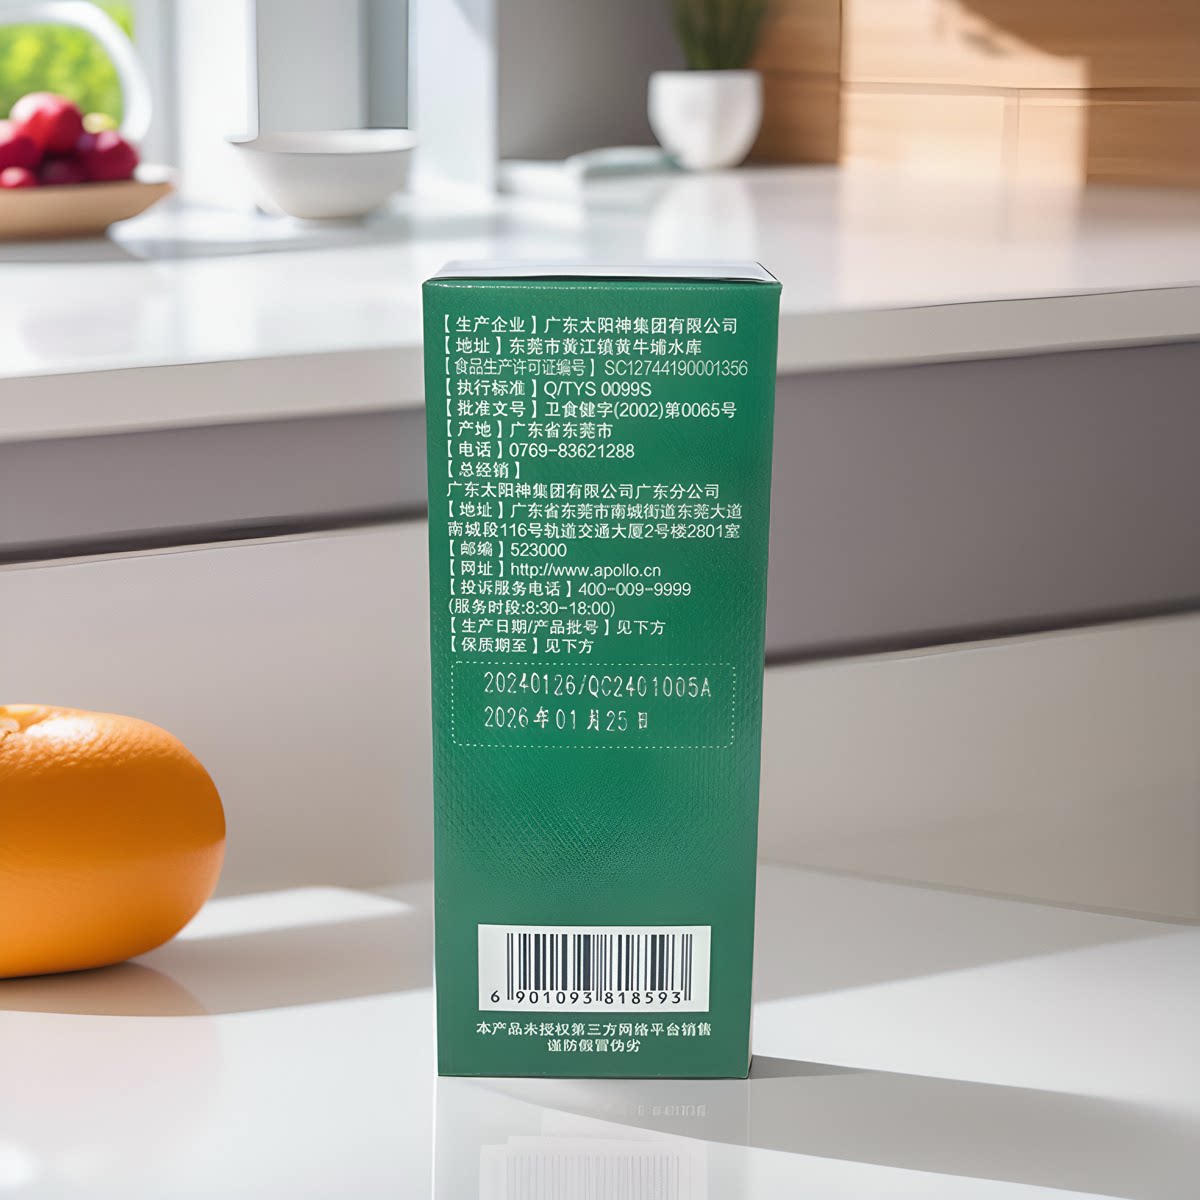 【生产企业】广东太阳神集团有限公司
【地址】东莞市黄江镇黄牛埔水库
【食品生产许可证编号】SC12744190001356
【执行标准】Q/TYS 0099S
【批准文号】卫食健字(2002)第0065号
【产地】广东省东莞市
【电话】0769-83621288
【总经销】
广东太阳神集团有限公司广东分公司
【地址】广东省东莞市南城街道东莞大道
南城段116号轨道交通大厦2号楼2801室
【邮编】523000
【网址】http://www.apollo.cn
【投诉服务电话】400-009-9999
(服务时段:8:30-18:00)
【生产日期/产品批号】见下方
【保质期至】见下方
20240126/QC2401005A
2026年01月25日
6 901093 818593
本产品未授权第三方网络平台销售
谨防假冒伪劣